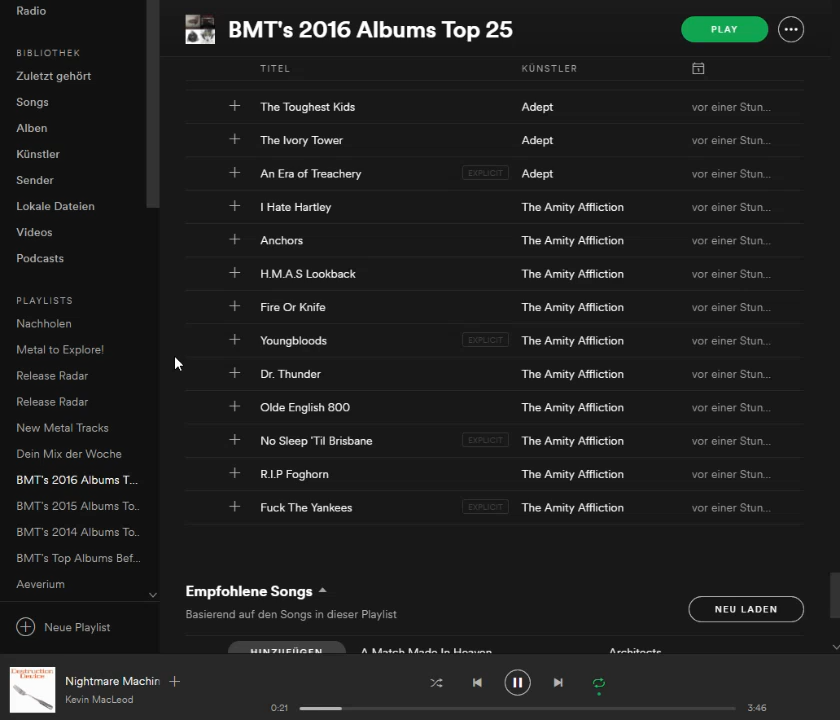 Radio
BIBLIOTHEK
Zuletzt gehört
Songs
Alben
Künstler
Sender
Lokale Dateien
Videos
Podcasts
PLAYLISTS
Nachholen
Metal to Explore!
Release Radar
Release Radar
New Metal Tracks
Dein Mix der Woche
BMT's 2016 Albums T...
BMT's 2015 Albums To..
BMT's 2014 Albums To..
BMT's Top Albums Bef...
Aeverium
Neue Playlist
BMT's 2016 Albums Top 25
PLAY
TITEL KÜNSTLER
The Toughest Kids Adept vor einer Stun...
The Ivory Tower Adept vor einer Stun...
An Era of Treachery EXPLICIT Adept vor einer Stun...
I Hate Hartley The Amity Affliction vor einer Stun...
Anchors The Amity Affliction vor einer Stun...
H.M.A.S Lookback The Amity Affliction vor einer Stun...
Fire Or Knife The Amity Affliction vor einer Stun...
Youngbloods EXPLICIT The Amity Affliction vor einer Stun...
Dr. Thunder The Amity Affliction vor einer Stun...
Olde English 800 The Amity Affliction vor einer Stun...
No Sleep 'Til Brisbane EXPLICIT The Amity Affliction vor einer Stun...
R.I.P Foghorn The Amity Affliction vor einer Stun...
Fuck The Yankees EXPLICIT The Amity Affliction vor einer Stun...
Empfohlene Songs
Basierend auf den Songs in dieser Playlist
NEU LADEN
HINZUFÜGEN A Match Made In Heaven Architects
Destruction Device
Nightmare Machin
Kevin MacLeod
0:21 3:46